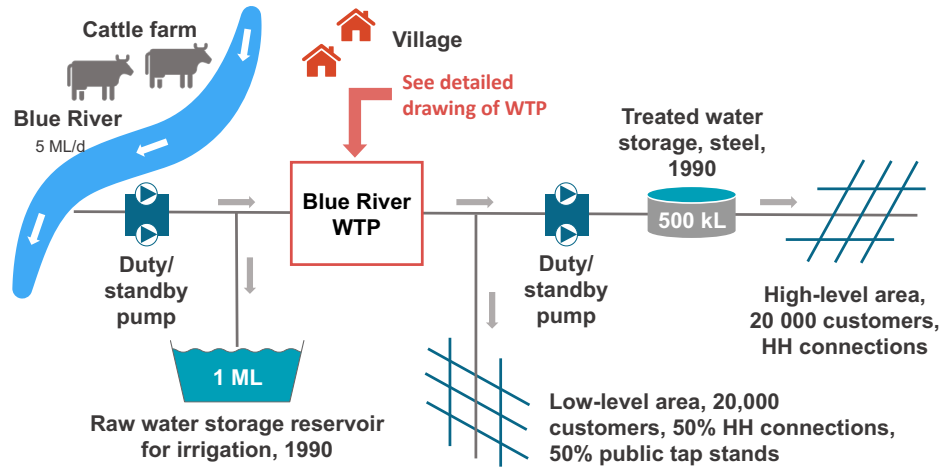 Cattle farm
Village
Blue River
5 ML/d
See detailed
drawing of WTP
Treated water
storage, steel,
1990
Blue River
WTP
500 kL
Duty/
standby
pump
Duty/
standby
pump
High-level area,
20 000 customers,
HH connections
1 ML
Raw water storage reservoir
for irrigation, 1990
Low-level area, 20,000
customers, 50% HH connections,
50% public tap stands